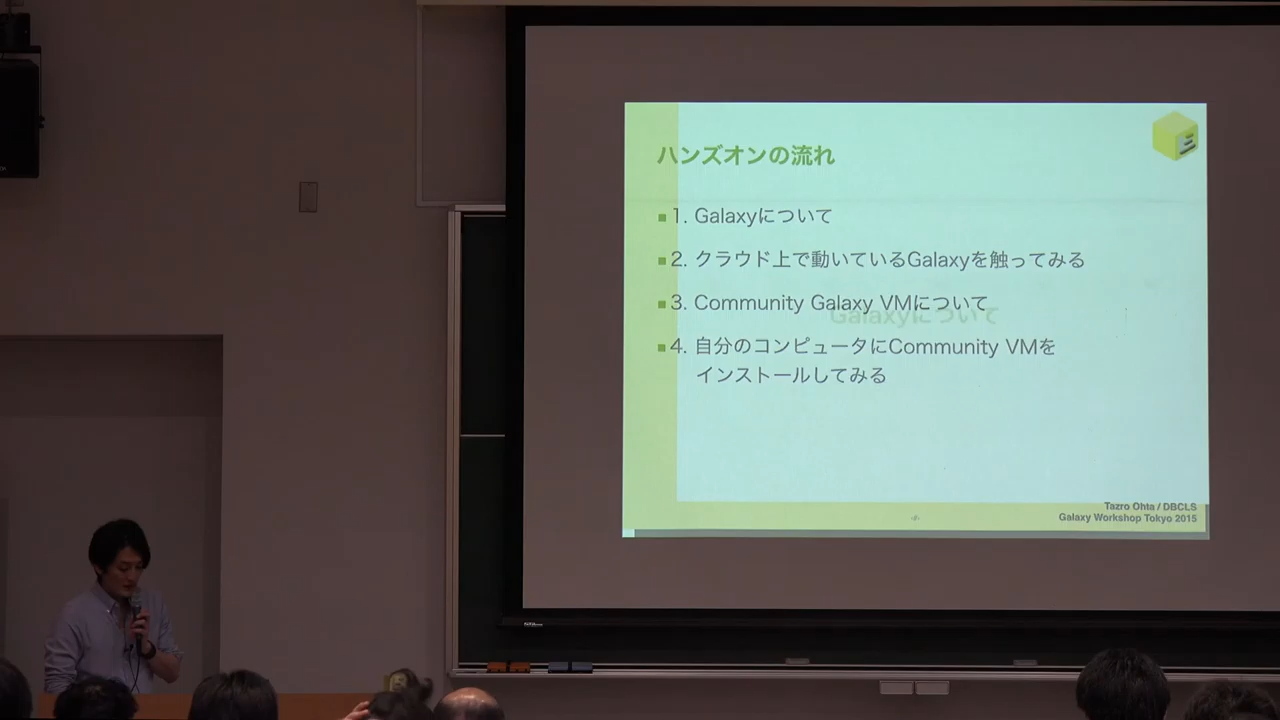 ハンズオンの流れ
1. Galaxyについて
2. クラウド上で動いているGalaxyを触ってみる
3. Community Galaxy VMについて
Galaxyについて
4. 自分のコンピュータにCommunity VMを
インストールしてみる
Tazro Ohta / DBCLS
Galaxy Workshop Tokyo 2015